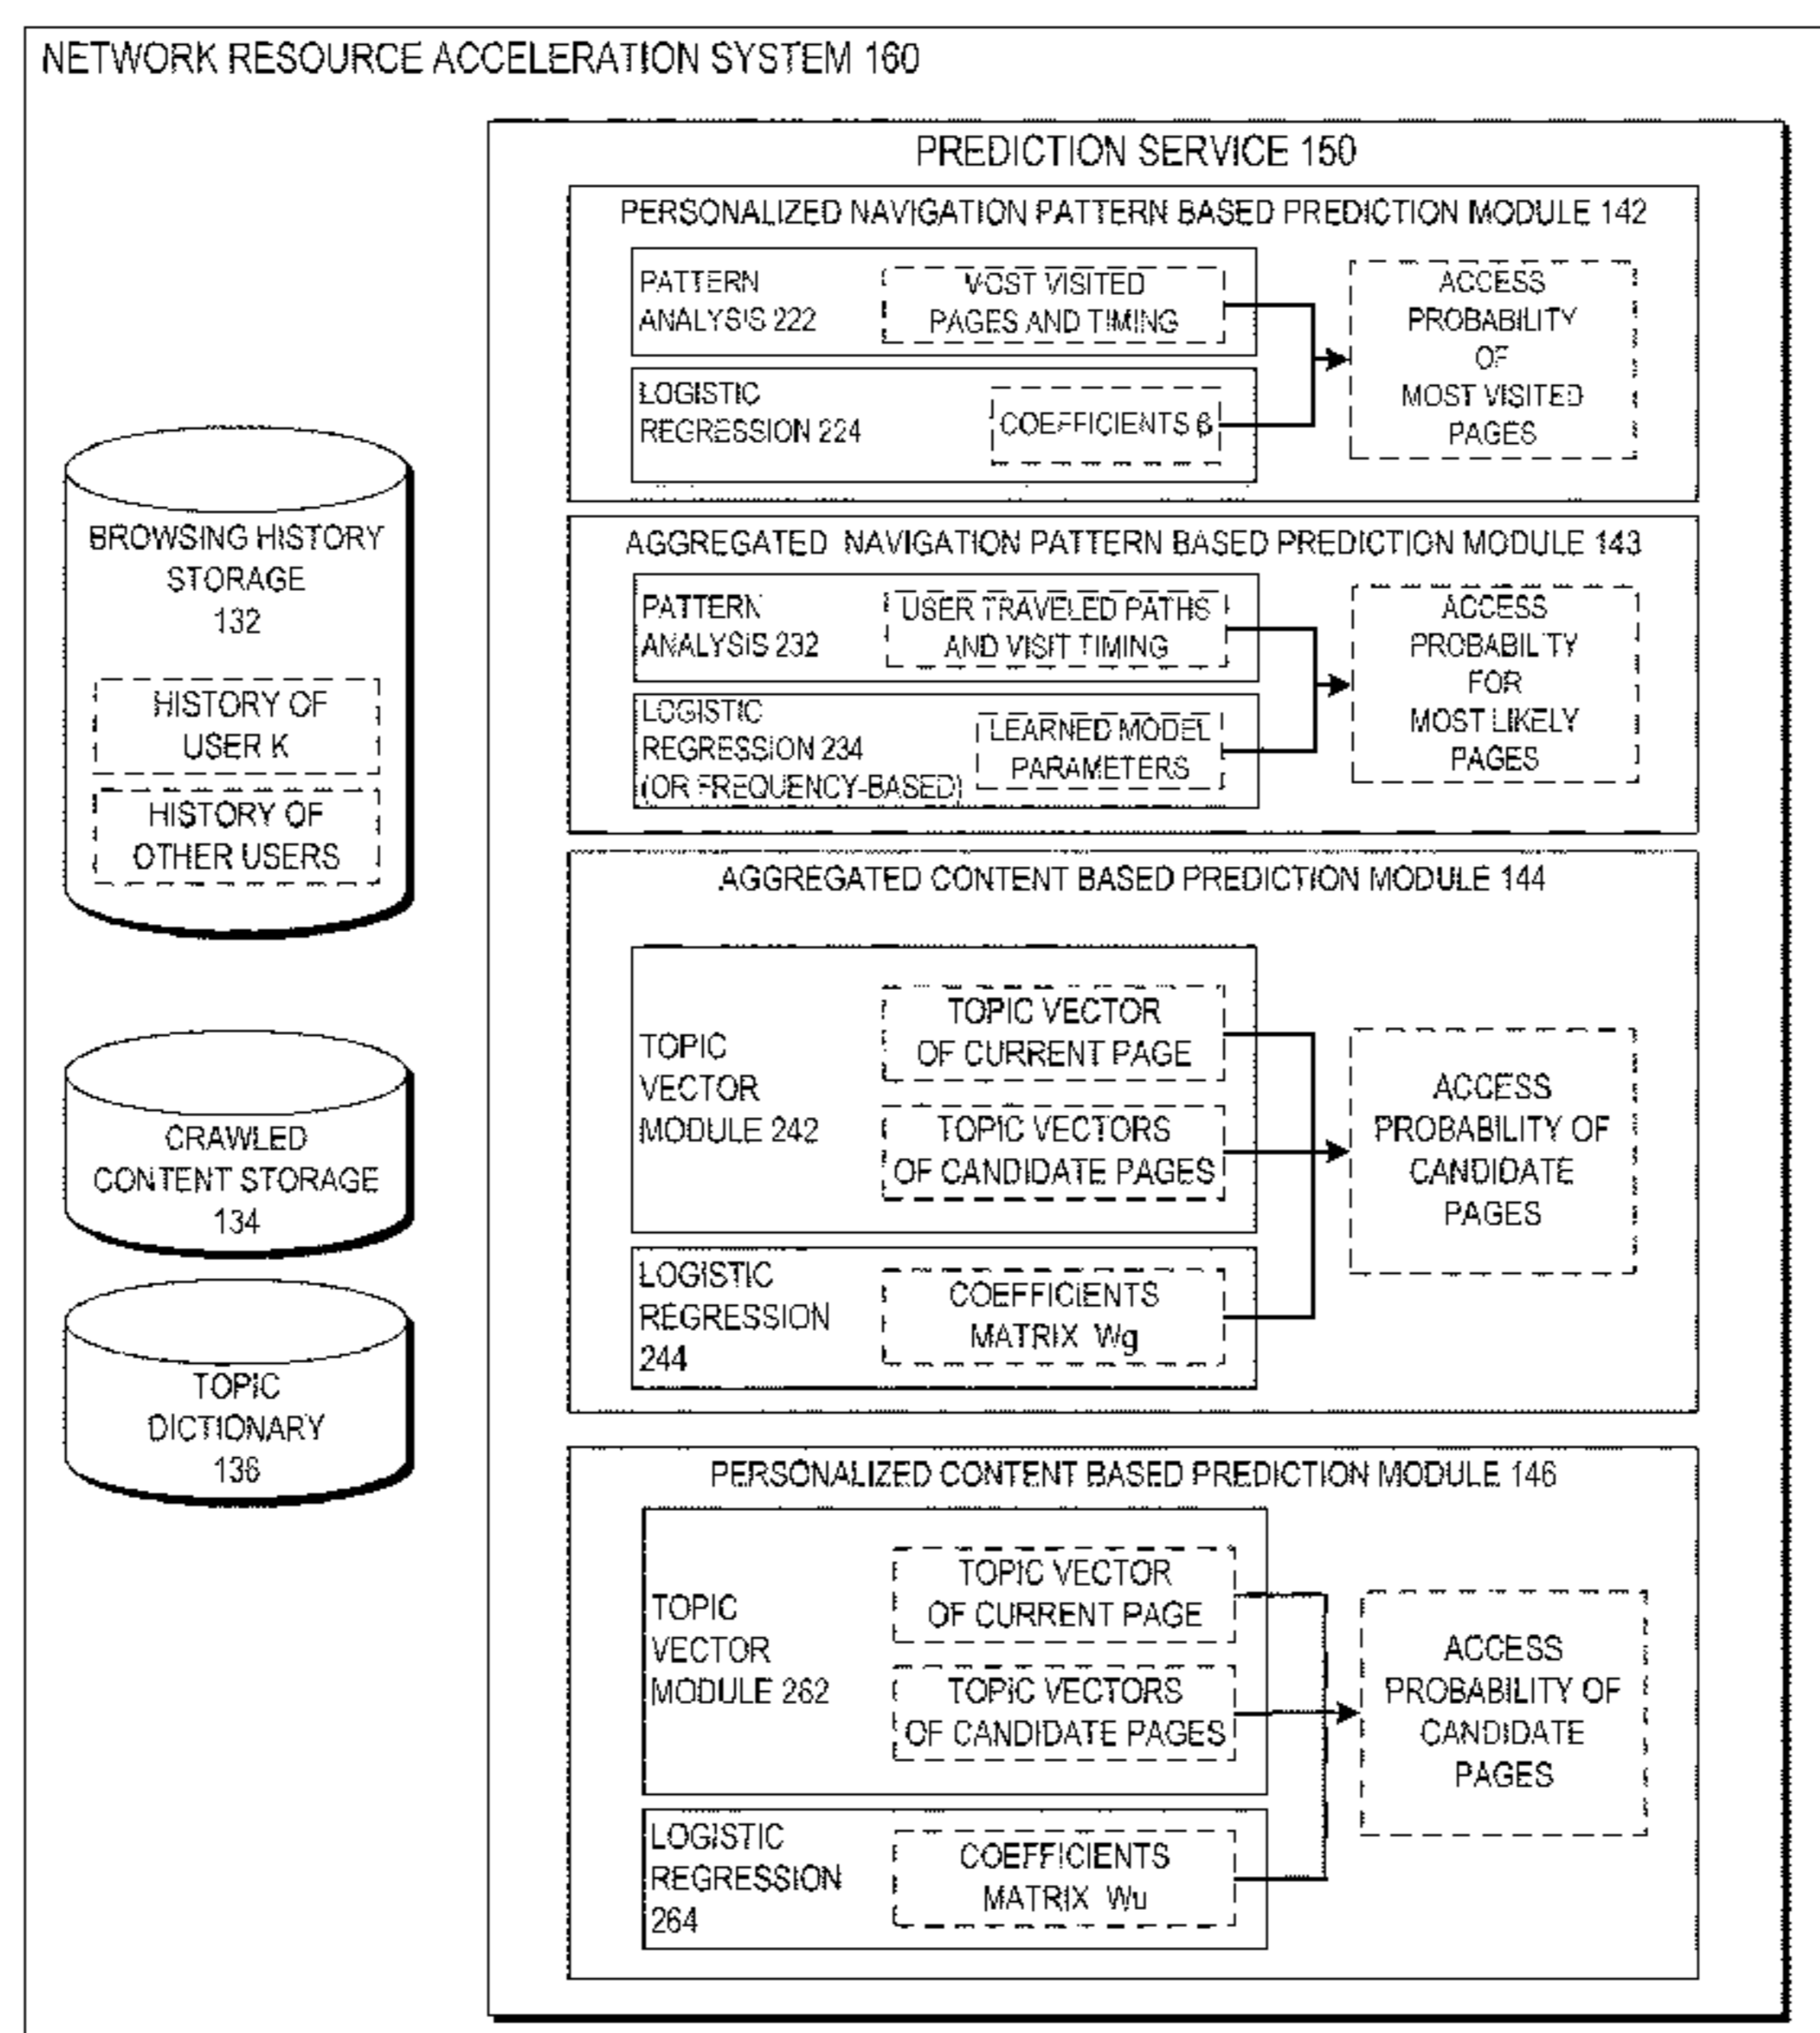 NETWORK RESOURCE ACCELERATION SYSTEM 160
BROWSING HISTORY
STORAGE
132
HISTORY OF
USER K
HISTORY OF
OTHER USERS
CRAWLED
CONTENT STORAGE
134
TOPIC
DICTIONARY
136
PREDICTION SERVICE 150
PERSONALIZED NAVIGATION PATTERN BASED PREDICTION MODULE 142
PATTERN
ANALYSIS 222
MOST VISITED
PAGES AND TIMING
LOGISTIC
REGRESSION 224
COEFFICIENTS β
ACCESS
PROBABILITY
OF
MOST VISITED
PAGES
AGGREGATED NAVIGATION PATTERN BASED PREDICTION MODULE 143
PATTERN
ANALYSIS 232
USER TRAVELED PATHS
AND VISIT TIMING
LOGISTIC
REGRESSION 234
(OR FREQUENCY-BASED)
LEARNED MODEL
PARAMETERS
ACCESS
PROBABILITY
FOR
MOST LIKELY
PAGES
AGGREGATED CONTENT BASED PREDICTION MODULE 144
TOPIC
VECTOR
MODULE 242
TOPIC VECTOR
OF CURRENT PAGE
TOPIC VECTORS
OF CANDIDATE PAGES
LOGISTIC
REGRESSION
244
COEFFICIENTS
MATRIX Wg
ACCESS
PROBABILITY OF
CANDIDATE
PAGES
PERSONALIZED CONTENT BASED PREDICTION MODULE 146
TOPIC
VECTOR
MODULE 262
TOPIC VECTOR
OF CURRENT PAGE
TOPIC VECTORS
OF CANDIDATE PAGES
LOGISTIC
REGRESSION
264
COEFFICIENTS
MATRIX Wu
ACCESS
PROBABILITY OF
CANDIDATE
PAGES